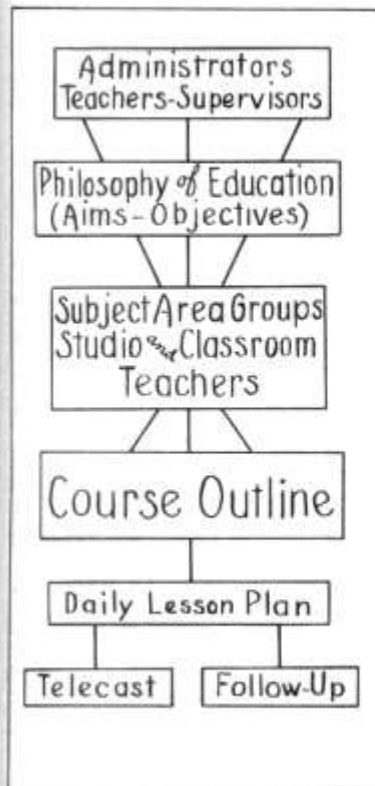 Administrators
Teachers-Supervisors
Philosophy of Education
(Aims-Objectives)
Subject Area Groups
Studio and Classroom
Teachers
Course Outline
Daily Lesson Plan
Telecast
Follow-Up